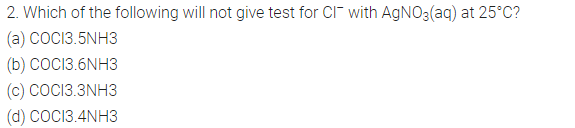 2. Which of the following will not give test for Cl⁻ with AgNO₃(aq) at 25°C?
(a) COCl3.5NH3
(b) COCl3.6NH3
(c) COCl3.3NH3
(d) COCl3.4NH3